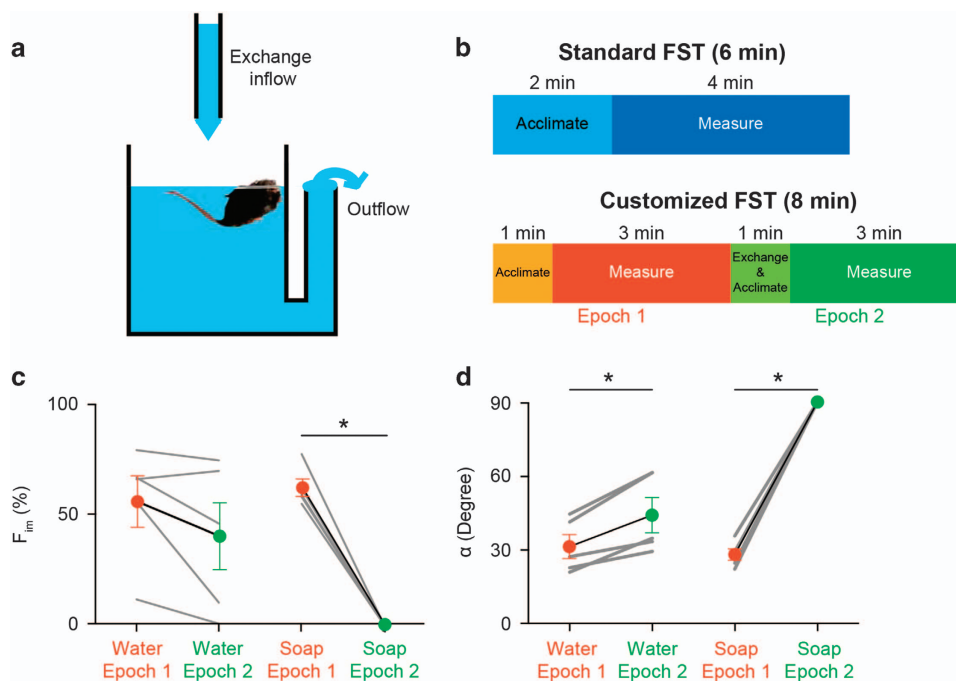 a
Exchange
inflow
Outflow
b
Standard FST (6 min)
2 min 4 min
Acclimate Measure
Customized FST (8 min)
1 min 3 min 1 min 3 min
Acclimate Measure Exchange & Acclimate Measure
Epoch 1 Epoch 2
c
100
50
0
F_im (%)
*
Water Epoch 1 Water Epoch 2 Soap Epoch 1 Soap Epoch 2
d
90
60
30
0
α (Degree)
* *
Water Epoch 1 Water Epoch 2 Soap Epoch 1 Soap Epoch 2